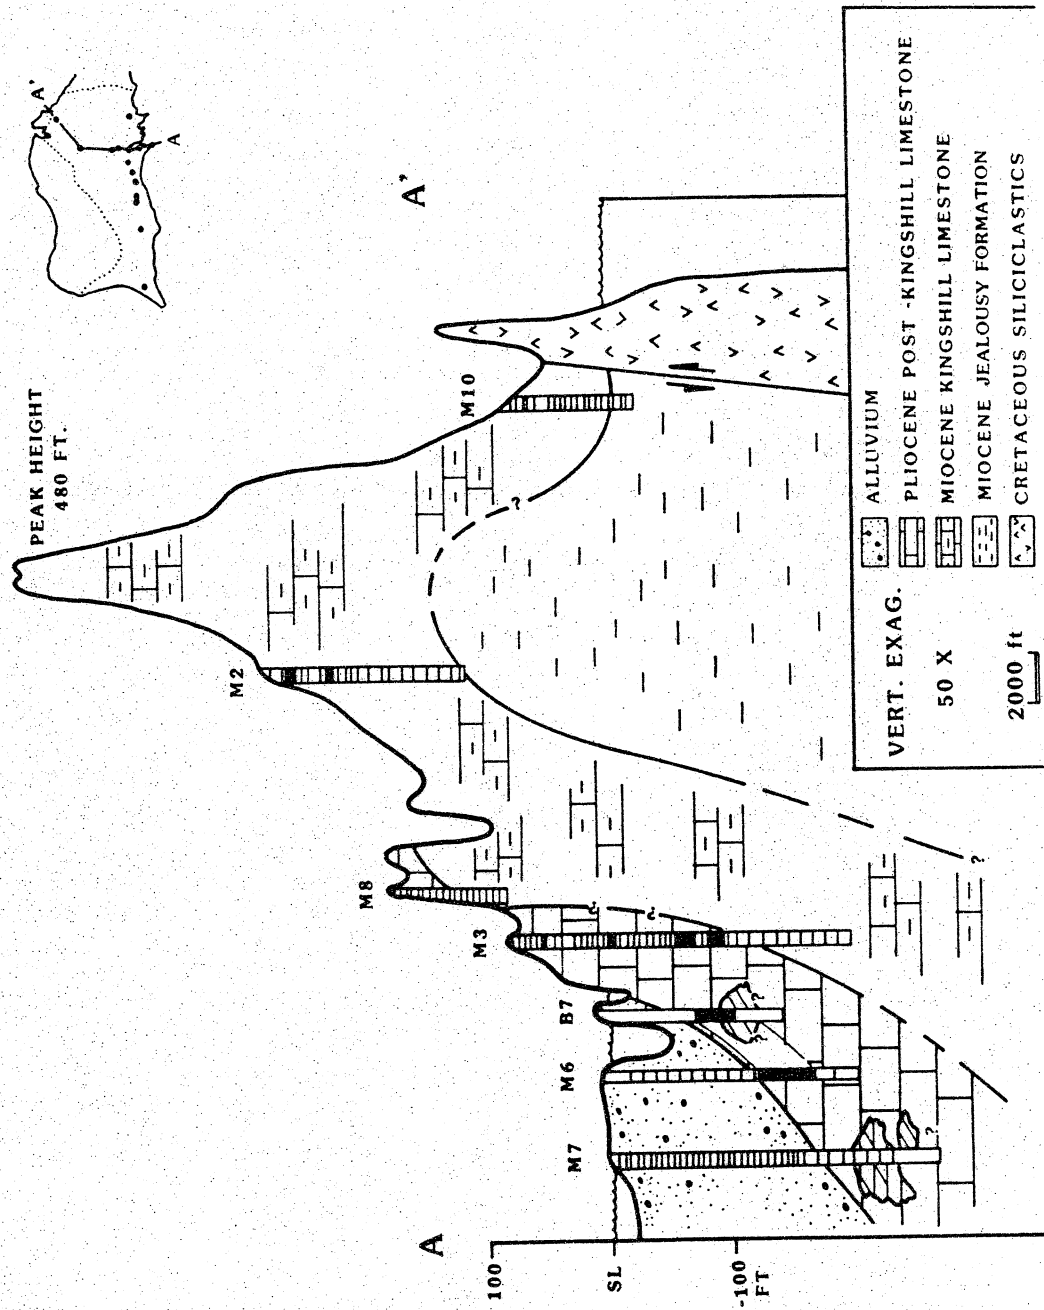 A'
A
PEAK HEIGHT
480 FT.
A
A'
M7
M6
B7
M3
M8
M2
M10
100
SL
-100
FT
?
?
?
?
?
?
?
?
VERT. EXAG.
50 X
2000 ft
ALLUVIUM
PLIOCENE POST -KINGSHILL LIMESTONE
MIOCENE KINGSHILL LIMESTONE
MIOCENE JEALOUSY FORMATION
CRETACEOUS SILICICLASTICS